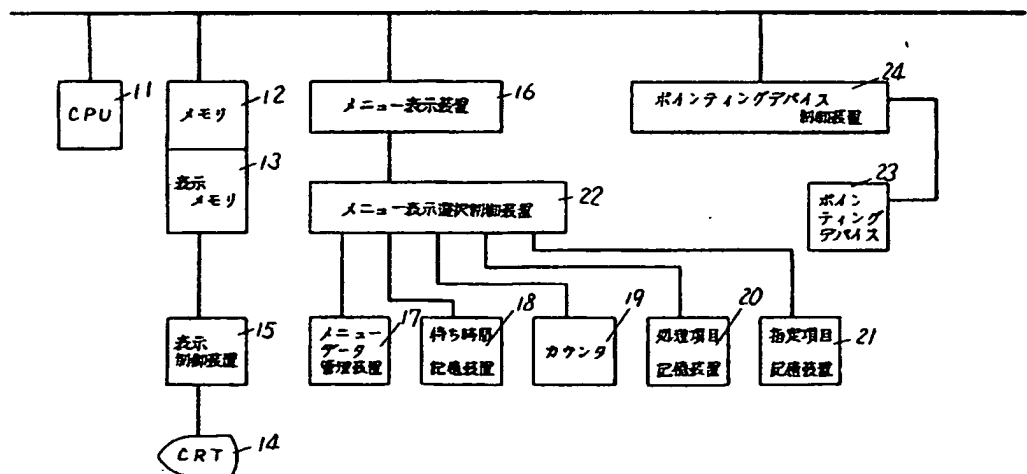 11
CPU
12
メモリ
13
表示
メモリ
16
メニュー表示装置
24
ポインティングデバイス
制御装置
23
ポイン
ティング
デバイス
22
メニュー表示選択制御装置
15
表示
制御装置
17
メニュー
データ
管理装置
18
待ち時間
記憶装置
19
カウンタ
20
処理項目
記憶装置
21
指定項目
記憶装置
14
CRT